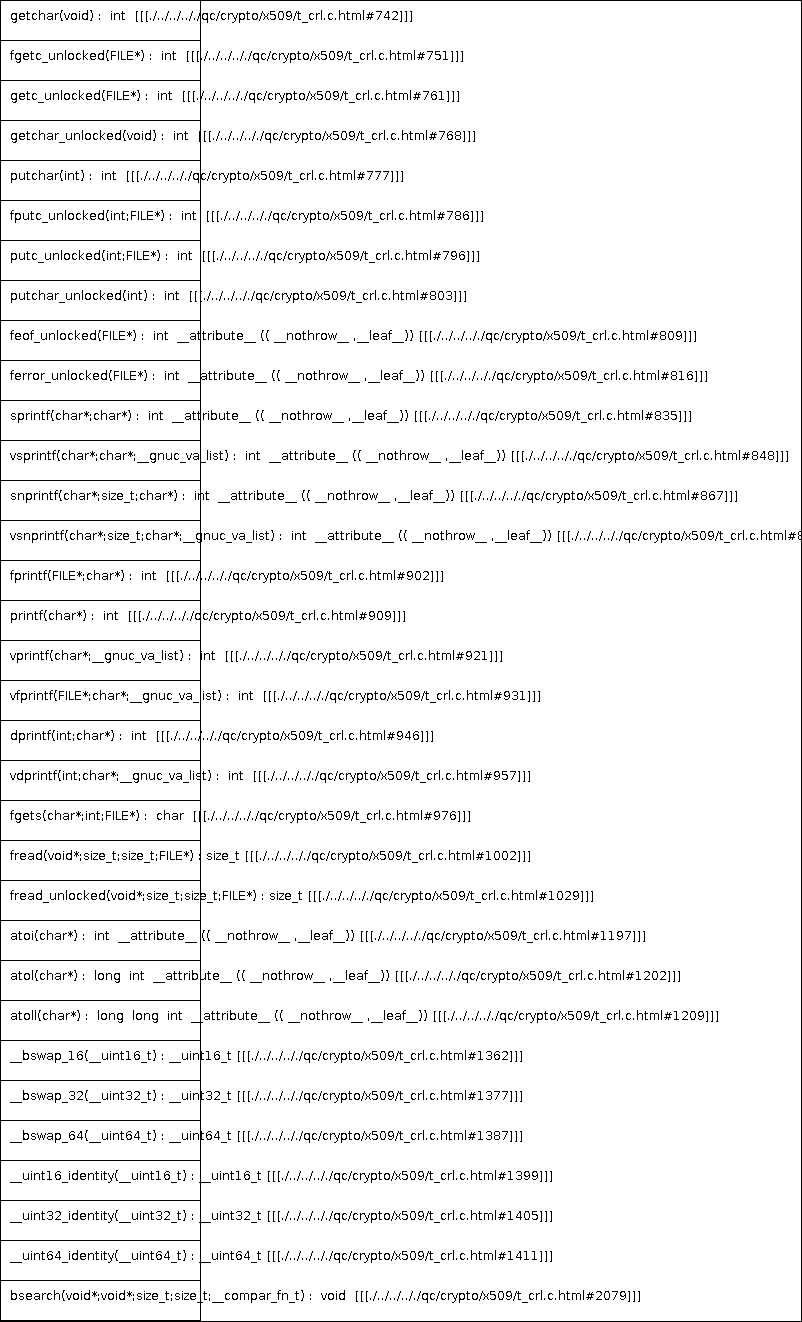 getchar(void) : int [[[./../../../qc/crypto/x509/t_crl.c.html#742]]]
fgetc_unlocked(FILE*) : int [[[./../../../qc/crypto/x509/t_crl.c.html#751]]]
getc_unlocked(FILE*) : int [[[./../../../qc/crypto/x509/t_crl.c.html#761]]]
getchar_unlocked(void) : int [[[./../../../qc/crypto/x509/t_crl.c.html#768]]]
putchar(int) : int [[[./../../../qc/crypto/x509/t_crl.c.html#777]]]
fputc_unlocked(int;FILE*) : int [[[./../../../qc/crypto/x509/t_crl.c.html#786]]]
putc_unlocked(int;FILE*) : int [[[./../../../qc/crypto/x509/t_crl.c.html#796]]]
putchar_unlocked(int) : int [[[./../../../qc/crypto/x509/t_crl.c.html#803]]]
feof_unlocked(FILE*) : int __attribute__ (( __nothrow__ ,__leaf__)) [[[./../../../qc/crypto/x509/t_crl.c.html#809]]]
ferror_unlocked(FILE*) : int __attribute__ (( __nothrow__ ,__leaf__)) [[[./../../../qc/crypto/x509/t_crl.c.html#816]]]
sprintf(char*;char*) : int __attribute__ (( __nothrow__ ,__leaf__)) [[[./../../../qc/crypto/x509/t_crl.c.html#835]]]
vsprintf(char*;char*;__gnuc_va_list) : int __attribute__ (( __nothrow__ ,__leaf__)) [[[./../../../qc/crypto/x509/t_crl.c.html#848]]]
snprintf(char*;size_t;char*) : int __attribute__ (( __nothrow__ ,__leaf__)) [[[./../../../qc/crypto/x509/t_crl.c.html#867]]]
vsnprintf(char*;size_t;char*;__gnuc_va_list) : int __attribute__ (( __nothrow__ ,__leaf__)) [[[./../../../qc/crypto/x509/t_crl.c.html#8
fprintf(FILE*;char*) : int [[[./../../../qc/crypto/x509/t_crl.c.html#902]]]
printf(char*) : int [[[./../../../qc/crypto/x509/t_crl.c.html#909]]]
vprintf(char*;__gnuc_va_list) : int [[[./../../../qc/crypto/x509/t_crl.c.html#921]]]
vfprintf(FILE*;char*;__gnuc_va_list) : int [[[./../../../qc/crypto/x509/t_crl.c.html#931]]]
dprintf(int;char*) : int [[[./../../../qc/crypto/x509/t_crl.c.html#946]]]
vdprintf(int;char*;__gnuc_va_list) : int [[[./../../../qc/crypto/x509/t_crl.c.html#957]]]
fgets(char*;int;FILE*) : char [[[./../../../qc/crypto/x509/t_crl.c.html#976]]]
fread(void*;size_t;size_t;FILE*) : size_t [[[./../../../qc/crypto/x509/t_crl.c.html#1002]]]
fread_unlocked(void*;size_t;size_t;FILE*) : size_t [[[./../../../qc/crypto/x509/t_crl.c.html#1029]]]
atoi(char*) : int __attribute__ (( __nothrow__ ,__leaf__)) [[[./../../../qc/crypto/x509/t_crl.c.html#1197]]]
atol(char*) : long int __attribute__ (( __nothrow__ ,__leaf__)) [[[./../../../qc/crypto/x509/t_crl.c.html#1202]]]
atoll(char*) : long long int __attribute__ (( __nothrow__ ,__leaf__)) [[[./../../../qc/crypto/x509/t_crl.c.html#1209]]]
__bswap_16(__uint16_t) : __uint16_t [[[./../../../qc/crypto/x509/t_crl.c.html#1362]]]
__bswap_32(__uint32_t) : __uint32_t [[[./../../../qc/crypto/x509/t_crl.c.html#1377]]]
__bswap_64(__uint64_t) : __uint64_t [[[./../../../qc/crypto/x509/t_crl.c.html#1387]]]
__uint16_identity(__uint16_t) : __uint16_t [[[./../../../qc/crypto/x509/t_crl.c.html#1399]]]
__uint32_identity(__uint32_t) : __uint32_t [[[./../../../qc/crypto/x509/t_crl.c.html#1405]]]
__uint64_identity(__uint64_t) : __uint64_t [[[./../../../qc/crypto/x509/t_crl.c.html#1411]]]
bsearch(void*;void*;size_t;size_t;__compar_fn_t) : void [[[./../../../qc/crypto/x509/t_crl.c.html#2079]]]